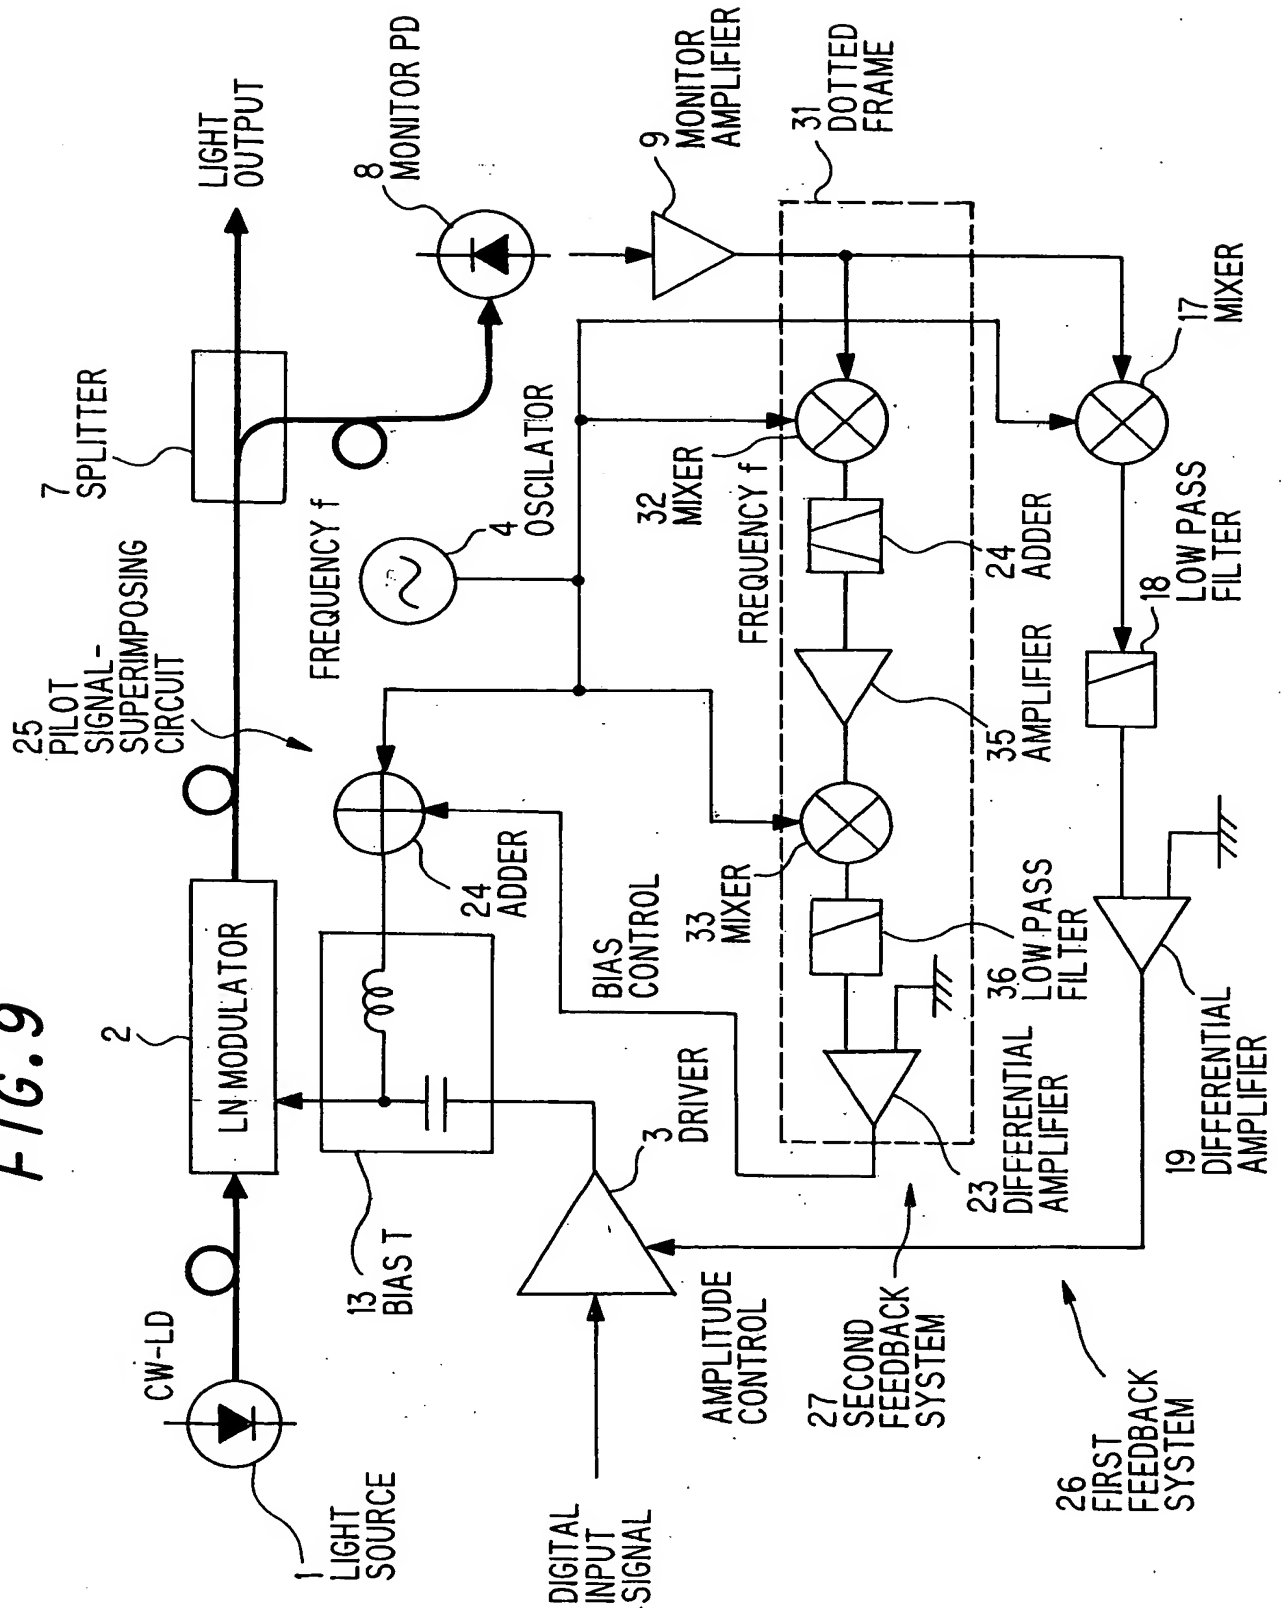 FIG. 9
25
PILOT
SIGNAL-
SUPERIMPOSING
CIRCUIT
7
SPLITTER
LIGHT
OUTPUT
CW-LD
2
LN MODULATOR
1
LIGHT
SOURCE
8
MONITOR PD
FREQUENCY f
4
OSCILATOR
13
BIAS T
24
ADDER
9
MONITOR
AMPLIFIER
DIGITAL
INPUT
SIGNAL
3
DRIVER
BIAS
CONTROL
32
MIXER
33
MIXER
FREQUENCY f
31
DOTTED
FRAME
AMPLITUDE
CONTROL
24
ADDER
35
AMPLIFIER
36
LOW PASS
FILTER
23
DIFFERENTIAL
AMPLIFIER
27
SECOND
FEEDBACK
SYSTEM
17
MIXER
18
LOW PASS
FILTER
19
DIFFERENTIAL
AMPLIFIER
26
FIRST
FEEDBACK
SYSTEM